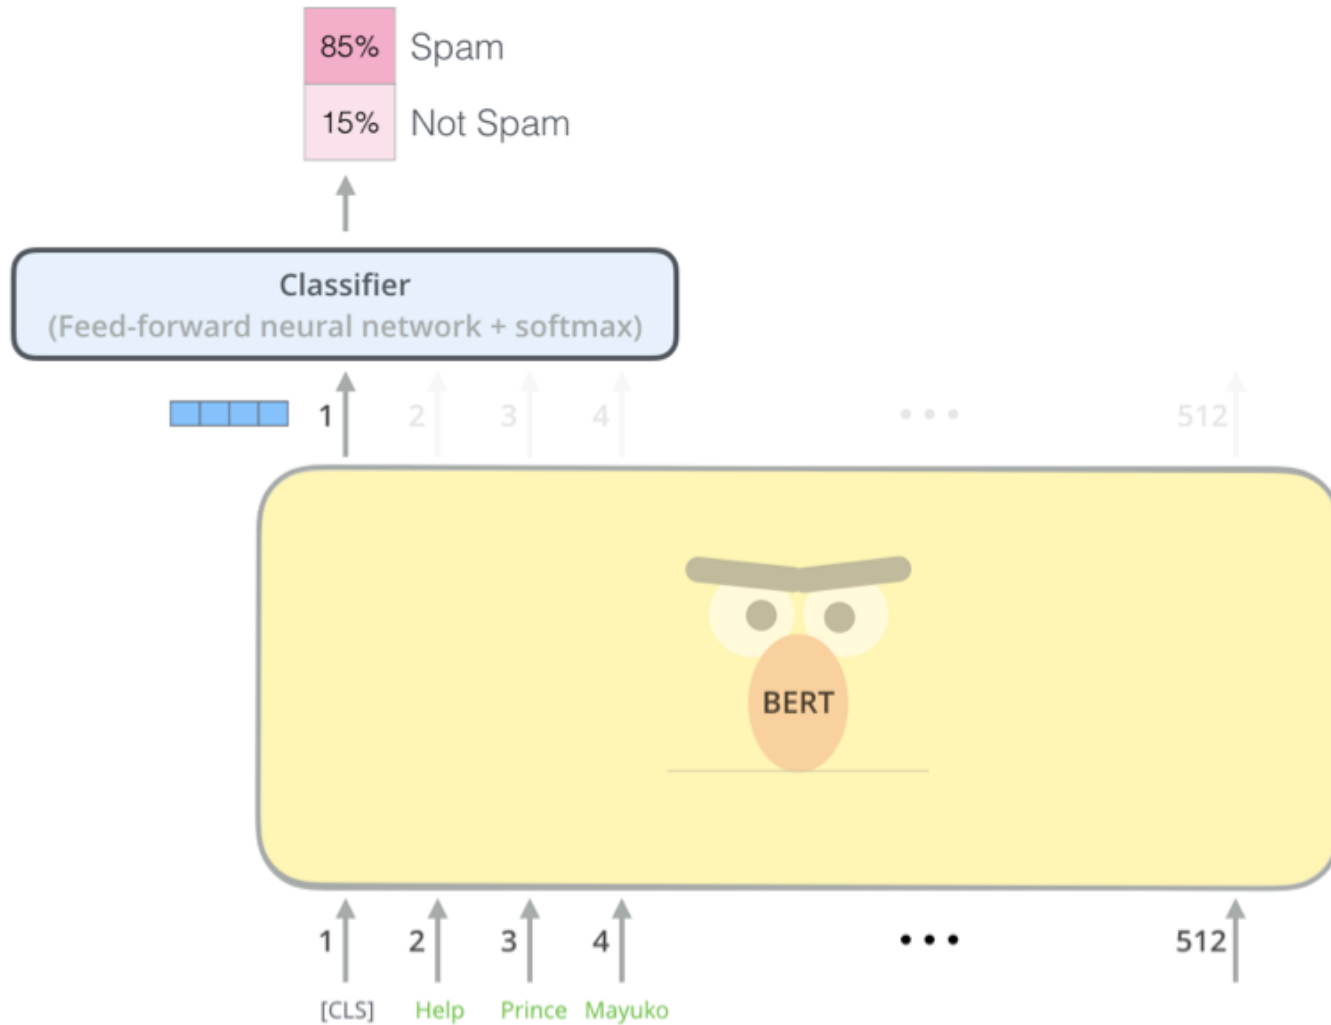 85% Spam
15% Not Spam
Classifier
(Feed-forward neural network + softmax)
1 2 3 4 ••• 512
BERT
1 2 3 4 ••• 512
[CLS] Help Prince Mayuko